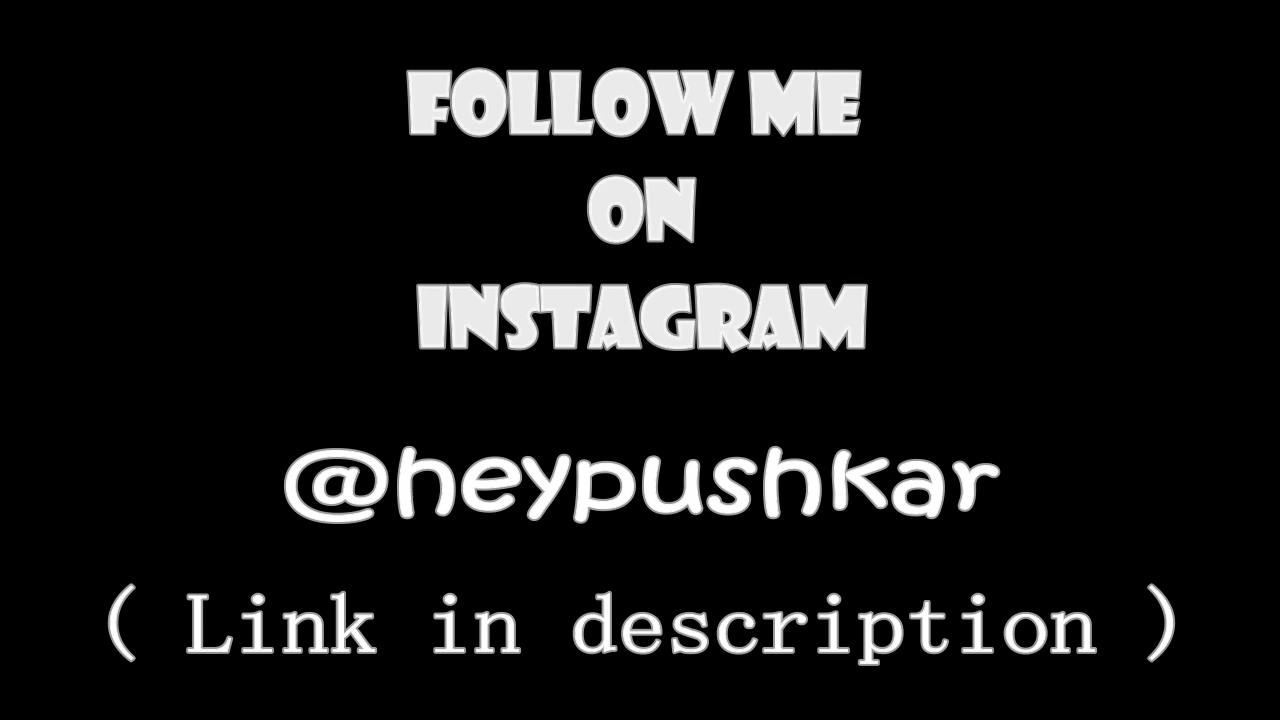 FOLLOW ME
ON
INSTAGRAM
@heypushkar
( Link in description )